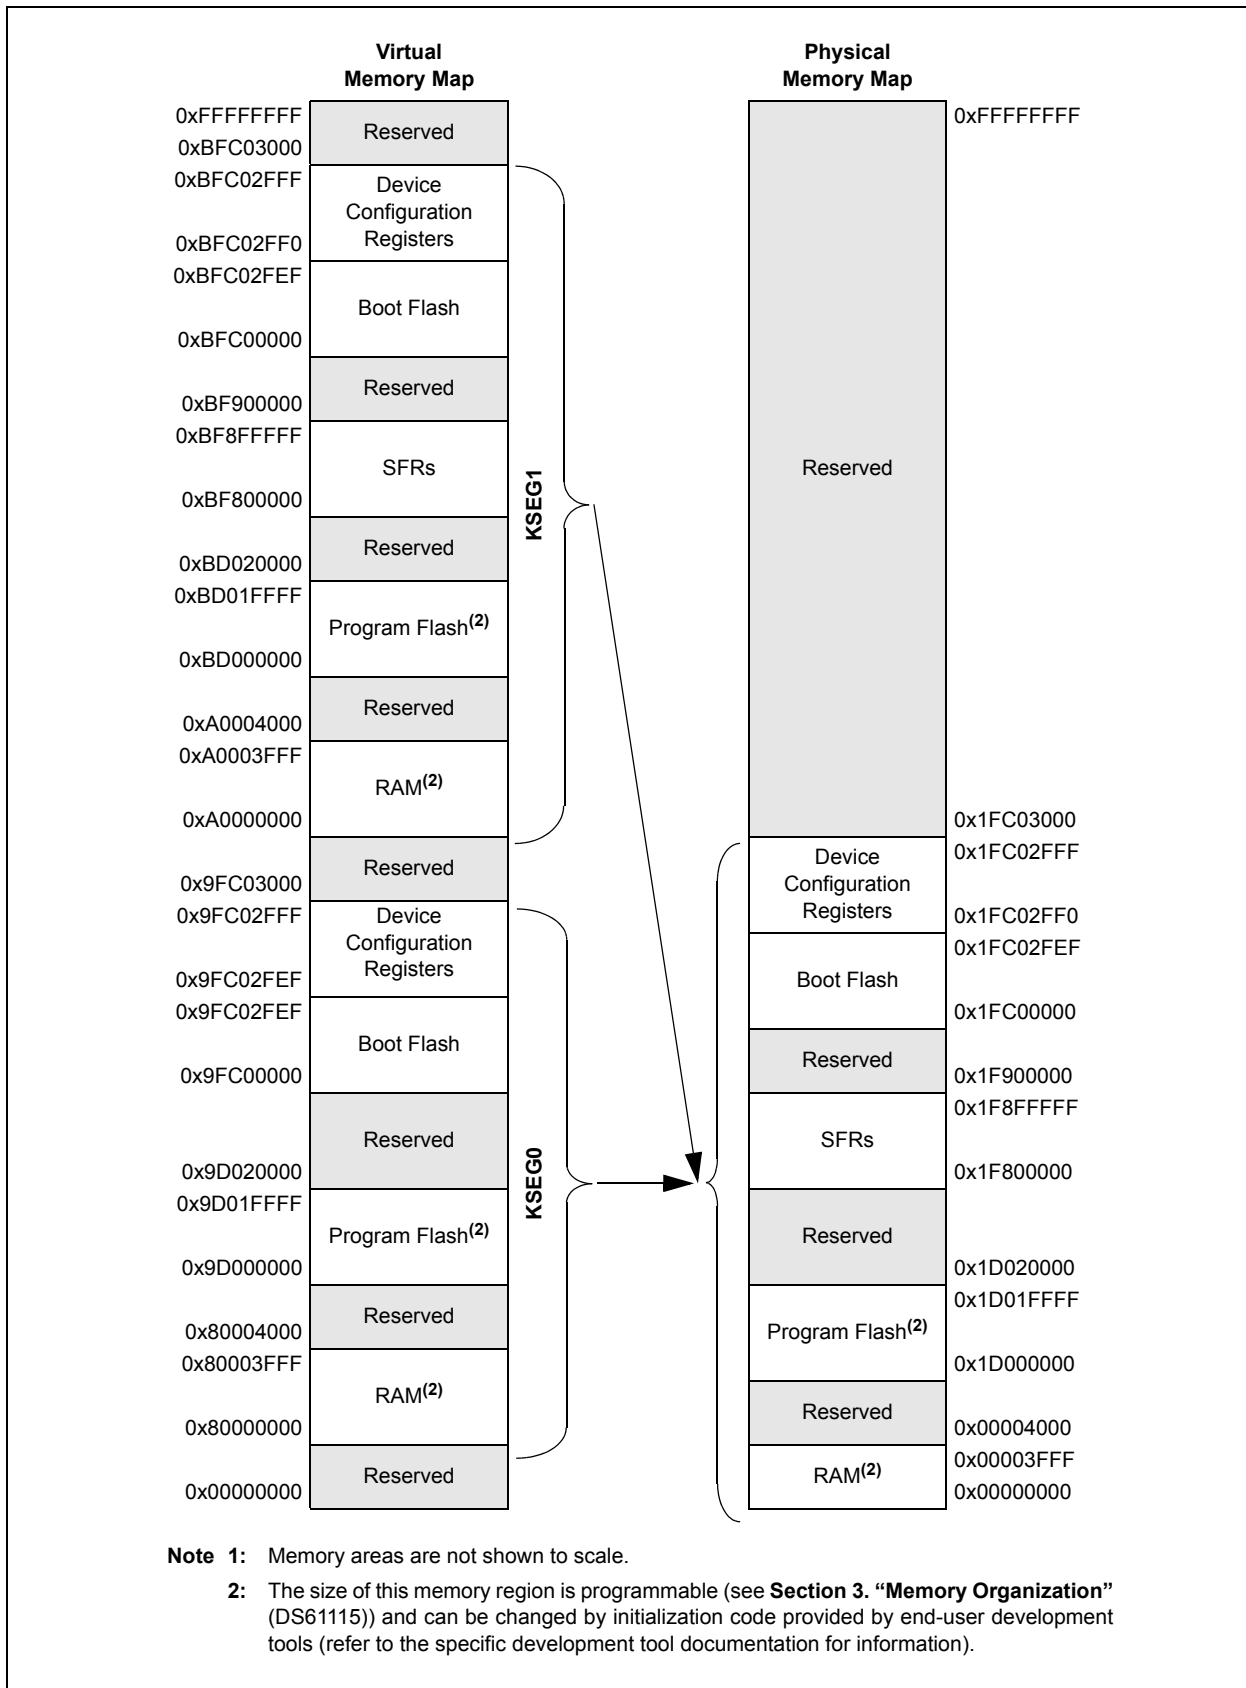 Virtual
Memory Map
Physical
Memory Map
0xFFFFFFFF
Reserved
0xBFC03000
0xBFC02FFF
Device
Configuration
Registers
0xBFC02FF0
0xBFC02FEF
Boot Flash
0xBFC00000
Reserved
0xBF900000
0xBF8FFFFF
SFRs
0xBF800000
Reserved
0xBD020000
0xBD01FFFF
Program Flash(2)
0xBD000000
Reserved
0xA0004000
0xA0003FFF
RAM(2)
0xA0000000
KSEG1
Reserved
0x9FC03000
0x9FC02FFF
Device
Configuration
Registers
0x9FC02FEF
0x9FC02FEF
Boot Flash
0x9FC00000
Reserved
0x9D020000
0x9D01FFFF
Program Flash(2)
0x9D000000
Reserved
0x80004000
0x80003FFF
RAM(2)
0x80000000
KSEG0
Reserved
0x00000000
0xFFFFFFFF
Reserved
0x1FC03000
0x1FC02FFF
Device
Configuration
Registers
0x1FC02FF0
0x1FC02FEF
Boot Flash
0x1FC00000
Reserved
0x1F900000
0x1F8FFFFF
SFRs
0x1F800000
Reserved
0x1D020000
0x1D01FFFF
Program Flash(2)
0x1D000000
Reserved
0x00004000
0x00003FFF
RAM(2)
0x00000000
Note 1: Memory areas are not shown to scale.
2: The size of this memory region is programmable (see Section 3. “Memory Organization”
(DS61115)) and can be changed by initialization code provided by end-user development
tools (refer to the specific development tool documentation for information).